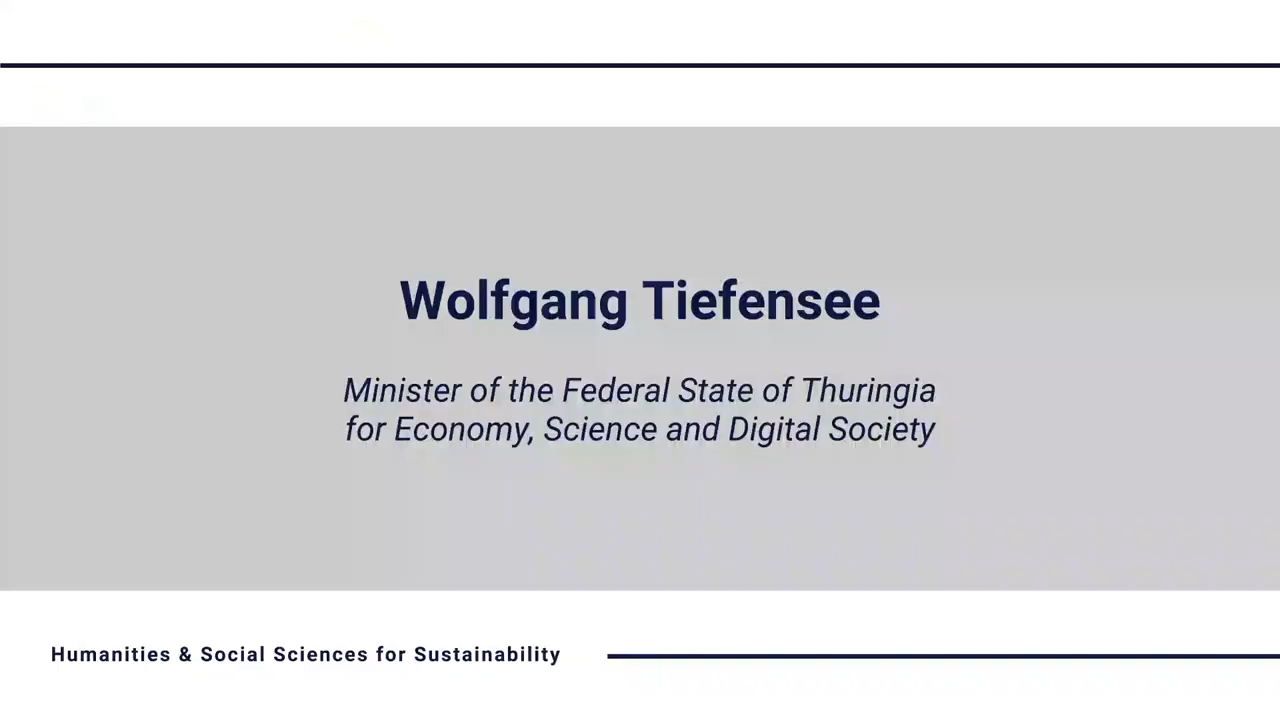 Wolfgang Tiefensee
Minister of the Federal State of Thuringia
for Economy, Science and Digital Society
Humanities & Social Sciences for Sustainability